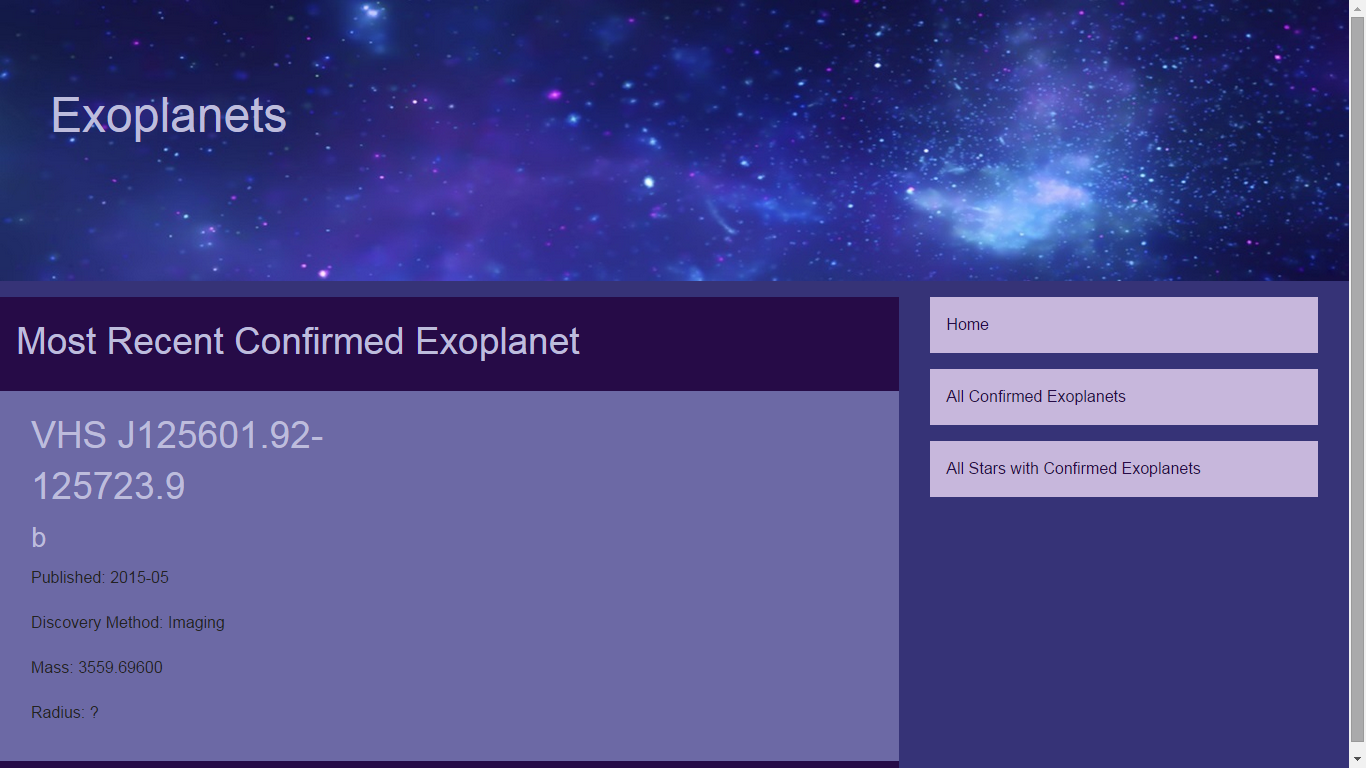 Exoplanets
Most Recent Confirmed Exoplanet
VHS J125601.92-
125723.9
b
Published: 2015-05
Discovery Method: Imaging
Mass: 3559.69600
Radius: ?
Home
All Confirmed Exoplanets
All Stars with Confirmed Exoplanets